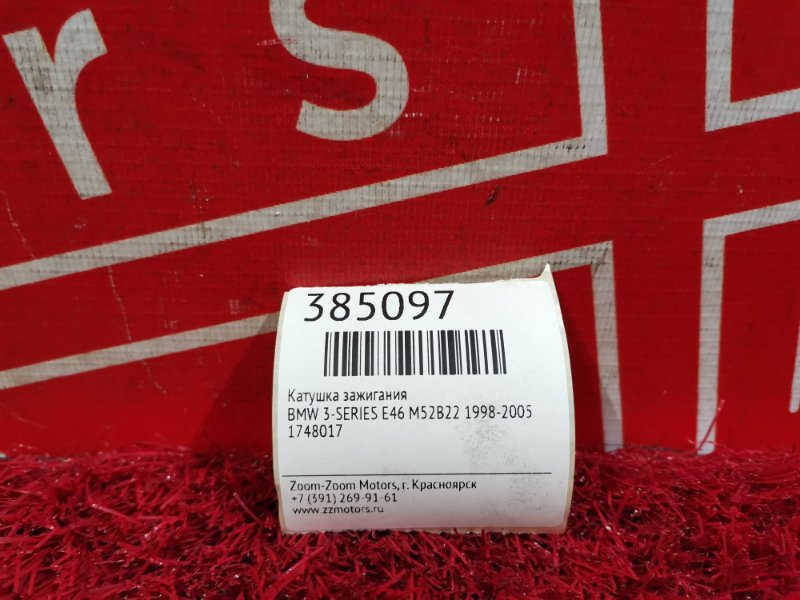 r s
385097
Катушка зажигания
BMW 3-SERIES E46 M52B22 1998-2005
1748017
Zoom-Zoom Motors, г. Красноярск
+7 (391) 269-91-61
www.zzmotors.ru